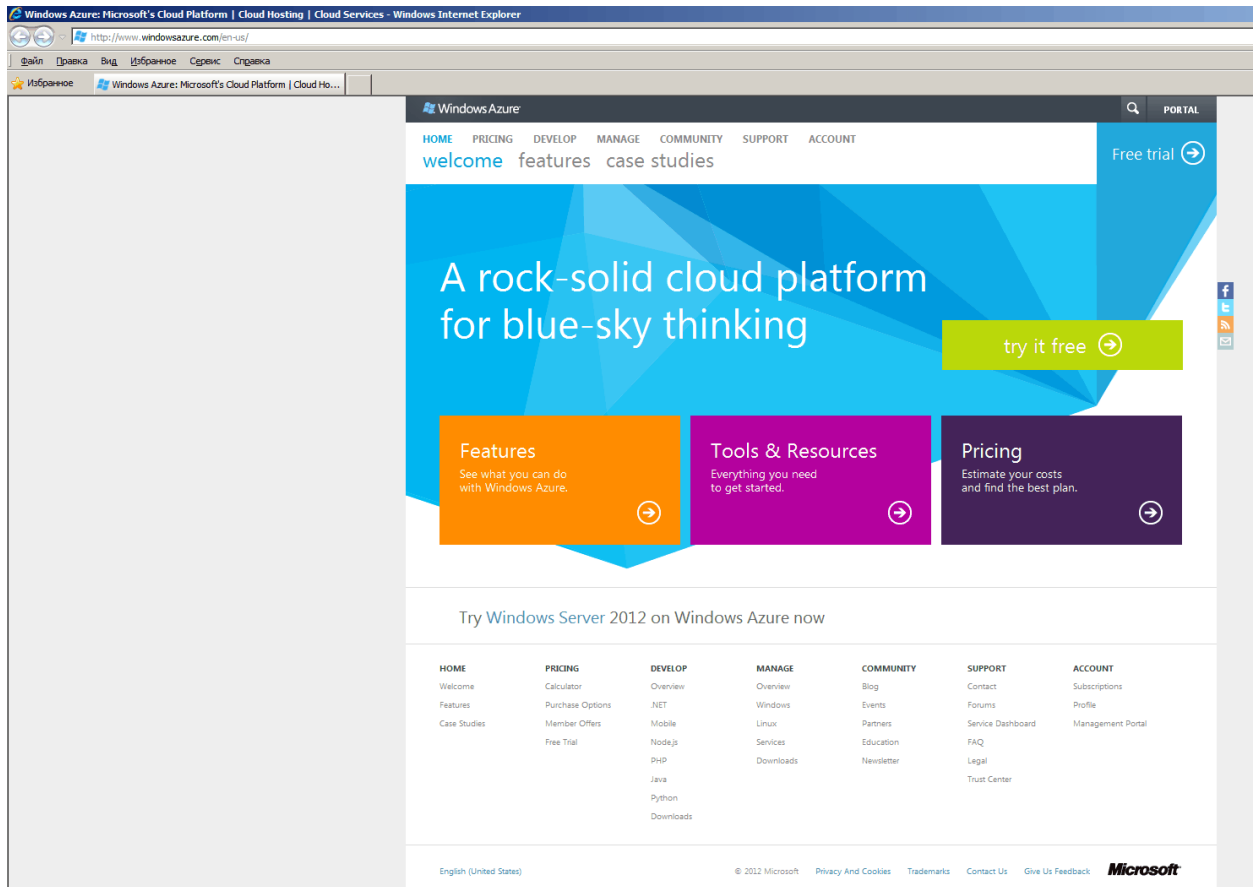 Windows Azure: Microsoft's Cloud Platform | Cloud Hosting | Cloud Services - Windows Internet Explorer
http://www.windowsazure.com/en-us/
Файл Правка Вид Избранное Сервис Справка
Избранное Windows Azure: Microsoft's Cloud Platform | Cloud Ho...
Windows Azure PORTAL
HOME PRICING DEVELOP MANAGE COMMUNITY SUPPORT ACCOUNT
welcome features case studies
Free trial
A rock-solid cloud platform
for blue-sky thinking
try it free
Features
See what you can do
with Windows Azure.
Tools & Resources
Everything you need
to get started.
Pricing
Estimate your costs
and find the best plan.
Try Windows Server 2012 on Windows Azure now
HOME PRICING DEVELOP MANAGE COMMUNITY SUPPORT ACCOUNT
Welcome Calculator Overview Overview Blog Contact Subscriptions
Features Purchase Options .NET Windows Events Forums Profile
Case Studies Member Offers Mobile Linux Partners Service Dashboard Management Portal
Free Trial Node.js Services Education FAQ
PHP Downloads Newsletter Legal
Java Trust Center
Python
Downloads
English (United States) © 2012 Microsoft Privacy And Cookies Trademarks Contact Us Give Us Feedback Microsoft